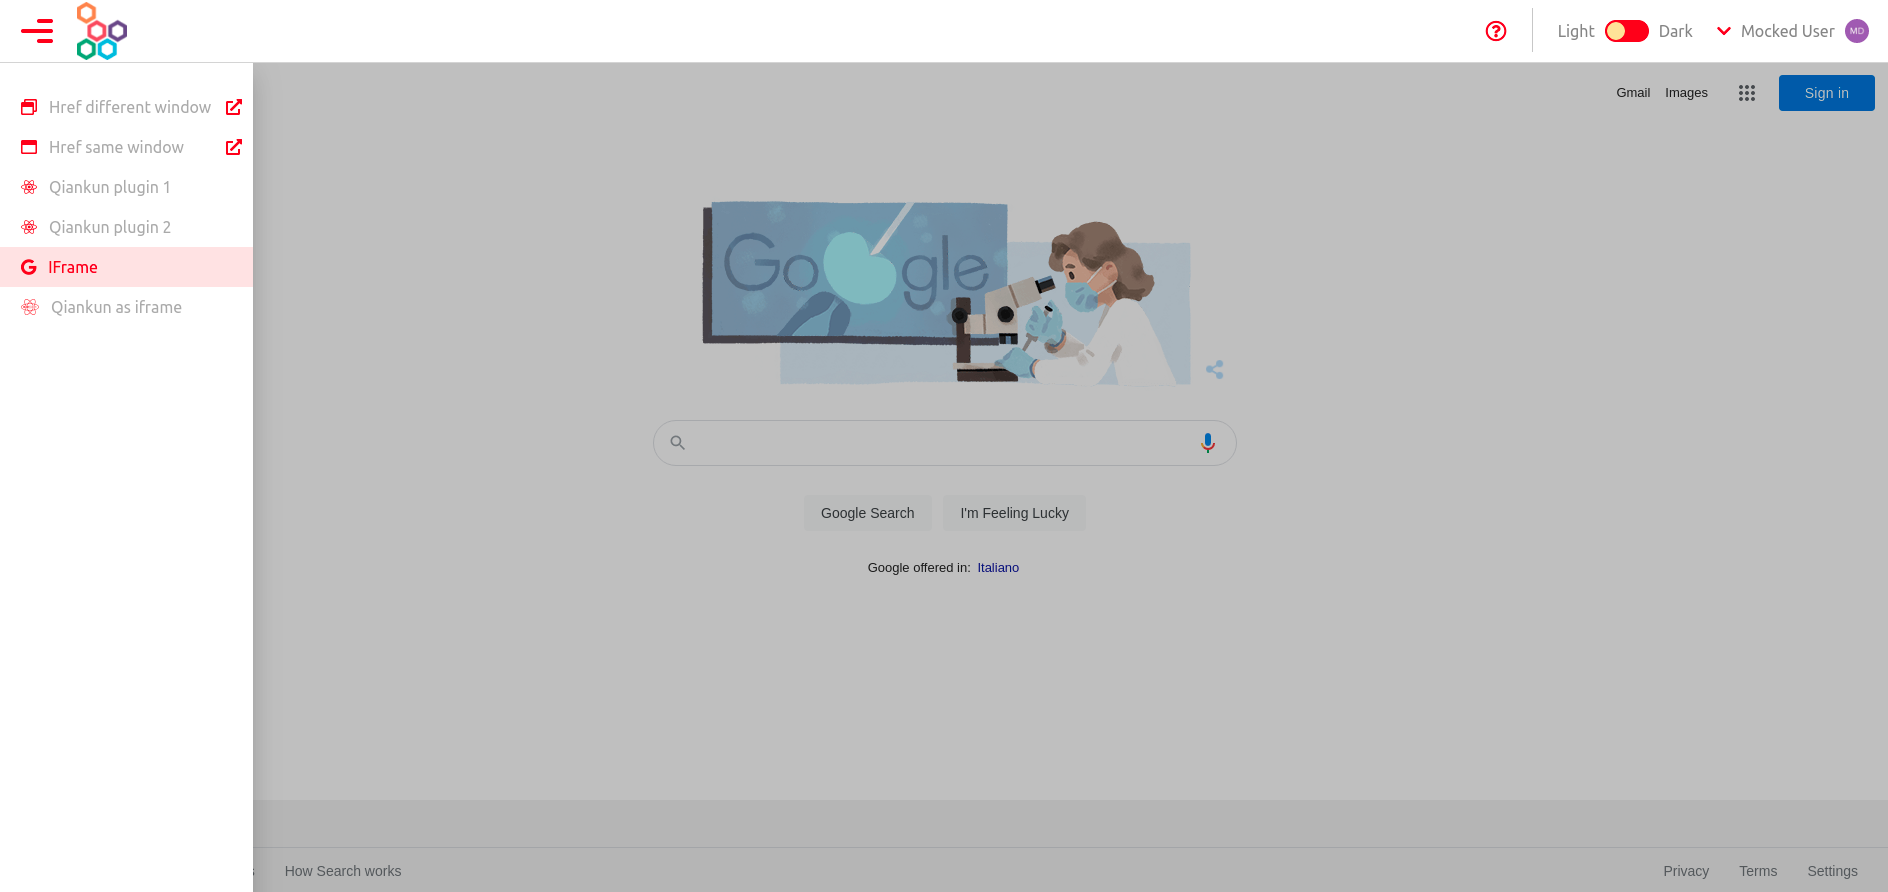 Light Dark Mocked User MD
Href different window
Href same window
Qiankun plugin 1
Qiankun plugin 2
IFrame
Qiankun as iframe
Gmail Images Sign in
Google
Google Search I'm Feeling Lucky
Google offered in: Italiano
How Search works Privacy Terms Settings